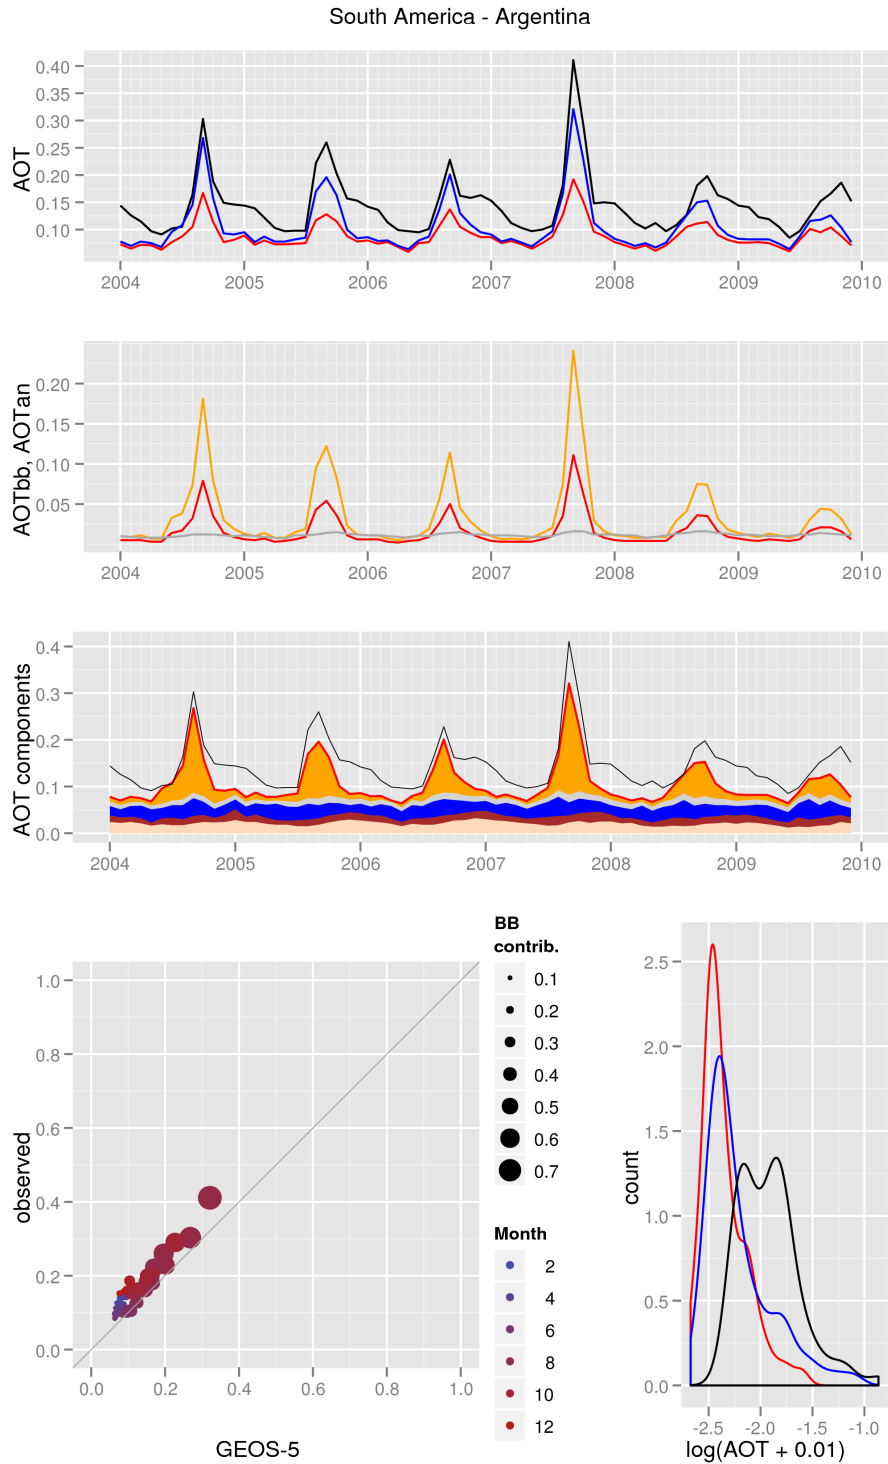 South America - Argentina
AOT
0.40
0.35
0.30
0.25
0.20
0.15
0.10
2004 2005 2006 2007 2008 2009 2010
AOTbb, AOTan
0.20
0.15
0.10
0.05
2004 2005 2006 2007 2008 2009 2010
AOT components
0.4
0.3
0.2
0.1
0.0
2004 2005 2006 2007 2008 2009 2010
observed
1.0
0.8
0.6
0.4
0.2
0.0
0.0 0.2 0.4 0.6 0.8 1.0
GEOS-5
BB
contrib.
0.1
0.2
0.3
0.4
0.5
0.6
0.7
Month
2
4
6
8
10
12
count
2.5
2.0
1.5
1.0
0.5
0.0
-2.5 -2.0 -1.5 -1.0
log(AOT + 0.01)